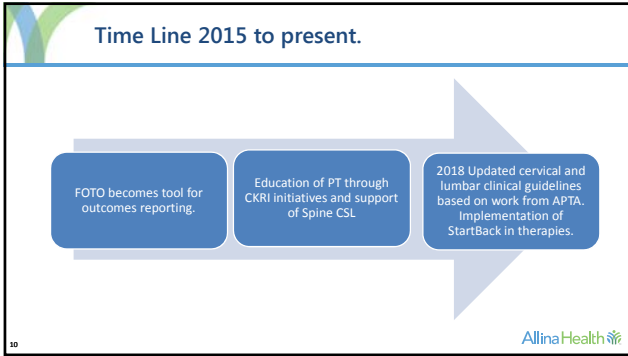 Time Line 2015 to present.
FOTO becomes tool for
outcomes reporting.
Education of PT through
CKRI initiatives and support
of Spine CSL
2018 Updated cervical and
lumbar clinical guidelines
based on work from APTA.
Implementation of
StartBack in therapies.
10
AllinaHealth